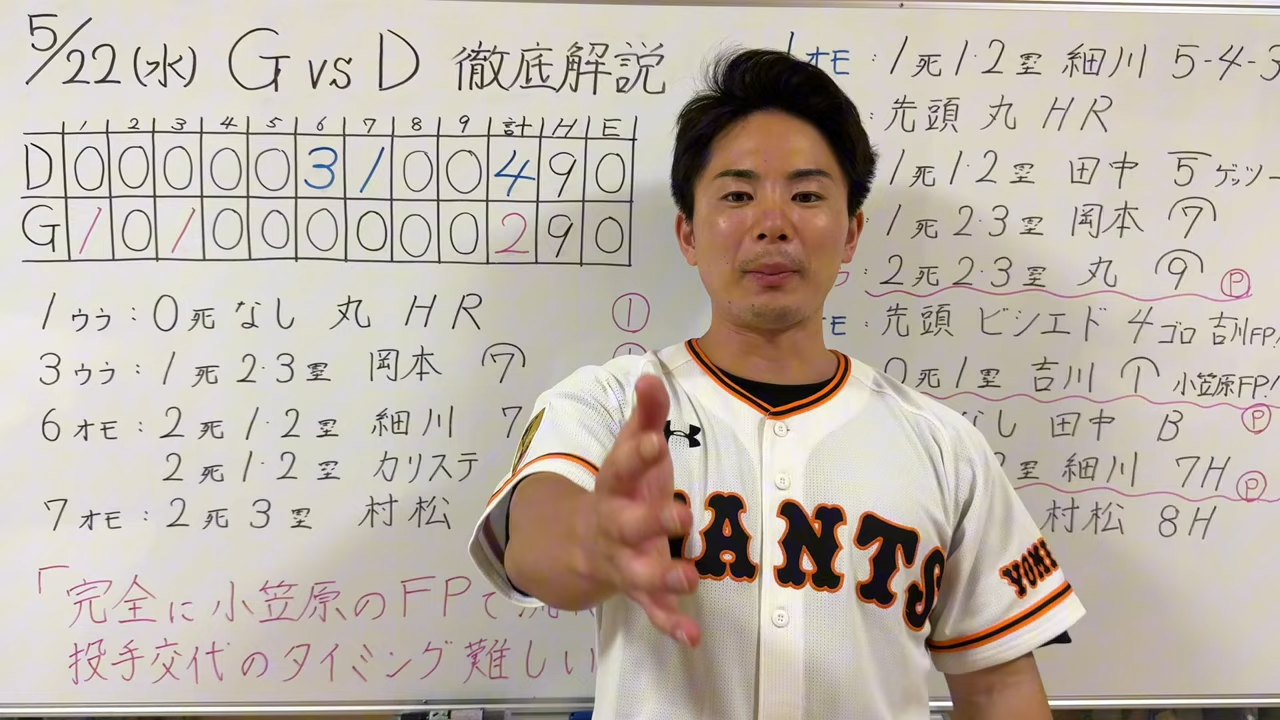 5/22(水) G vs D 徹底解説
1 2 3 4 5 6 7 8 9 計 H E
D 0 0 0 0 0 3 1 0 0 4 9 0
G 1 0 1 0 0 0 0 0 0 2 9 0
1ウラ:0死なし 丸 HR ①
3ウラ:1死2・3塁 岡本 7
6オモ:2死1・2塁 細川 7
2死1・2塁 カリステ
7オモ:2死3塁 村松
「完全に小笠原のFPで
投手交代のタイミング難しい
1オモ:1死1・2塁 細川 5-4-3
:先頭 丸 HR
1死1・2塁 田中 5 ゲッツー
1死2・3塁 岡本 7
2死2・3塁 丸 9 Ⓟ
先頭 ビシエド 4ゴロ 吉川FP!
0死1塁 吉川 1 小笠原FP!
なし 田中 B Ⓟ
塁 細川 7H Ⓟ
村松 8H
GIANTS
YOMI